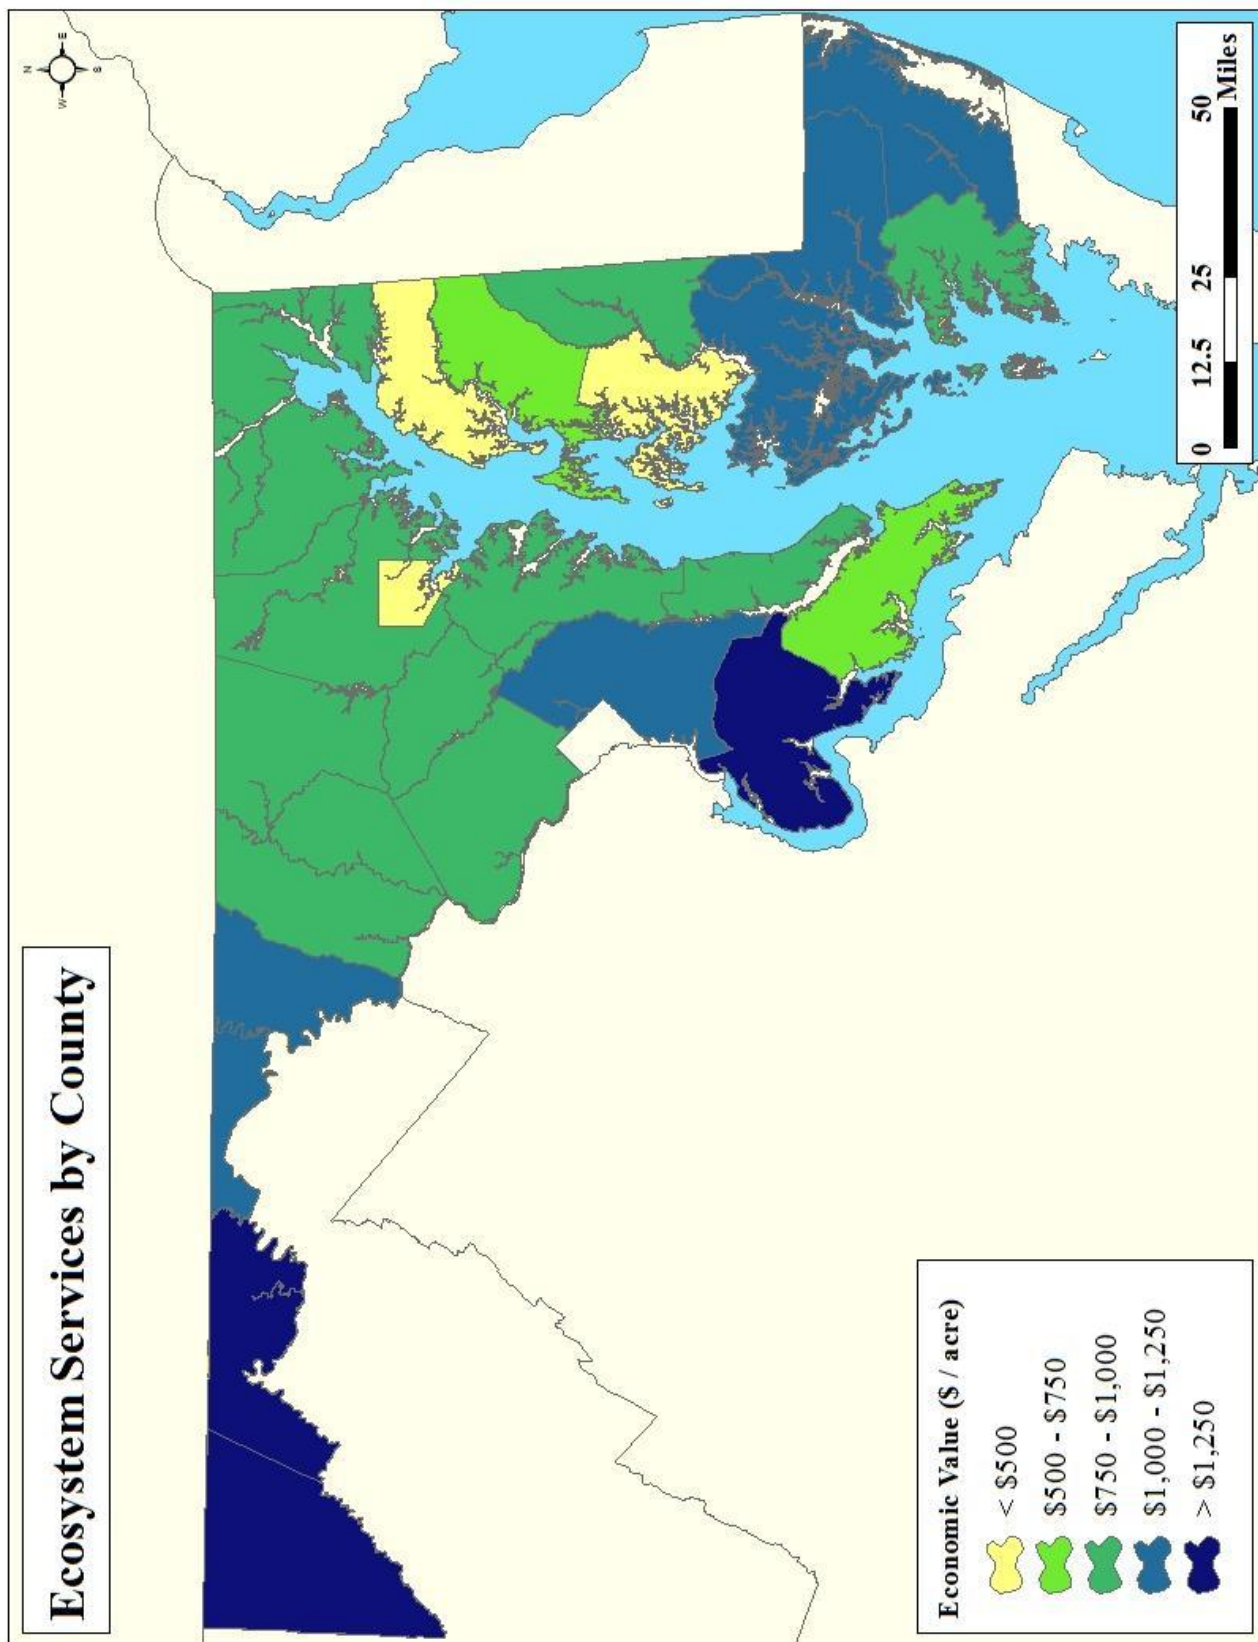 Ecosystem Services by County
N
W
E
S
Economic Value ($ / acre)
< $500
$500 - $750
$750 - $1,000
$1,000 - $1,250
> $1,250
0 12.5 25 50
Miles